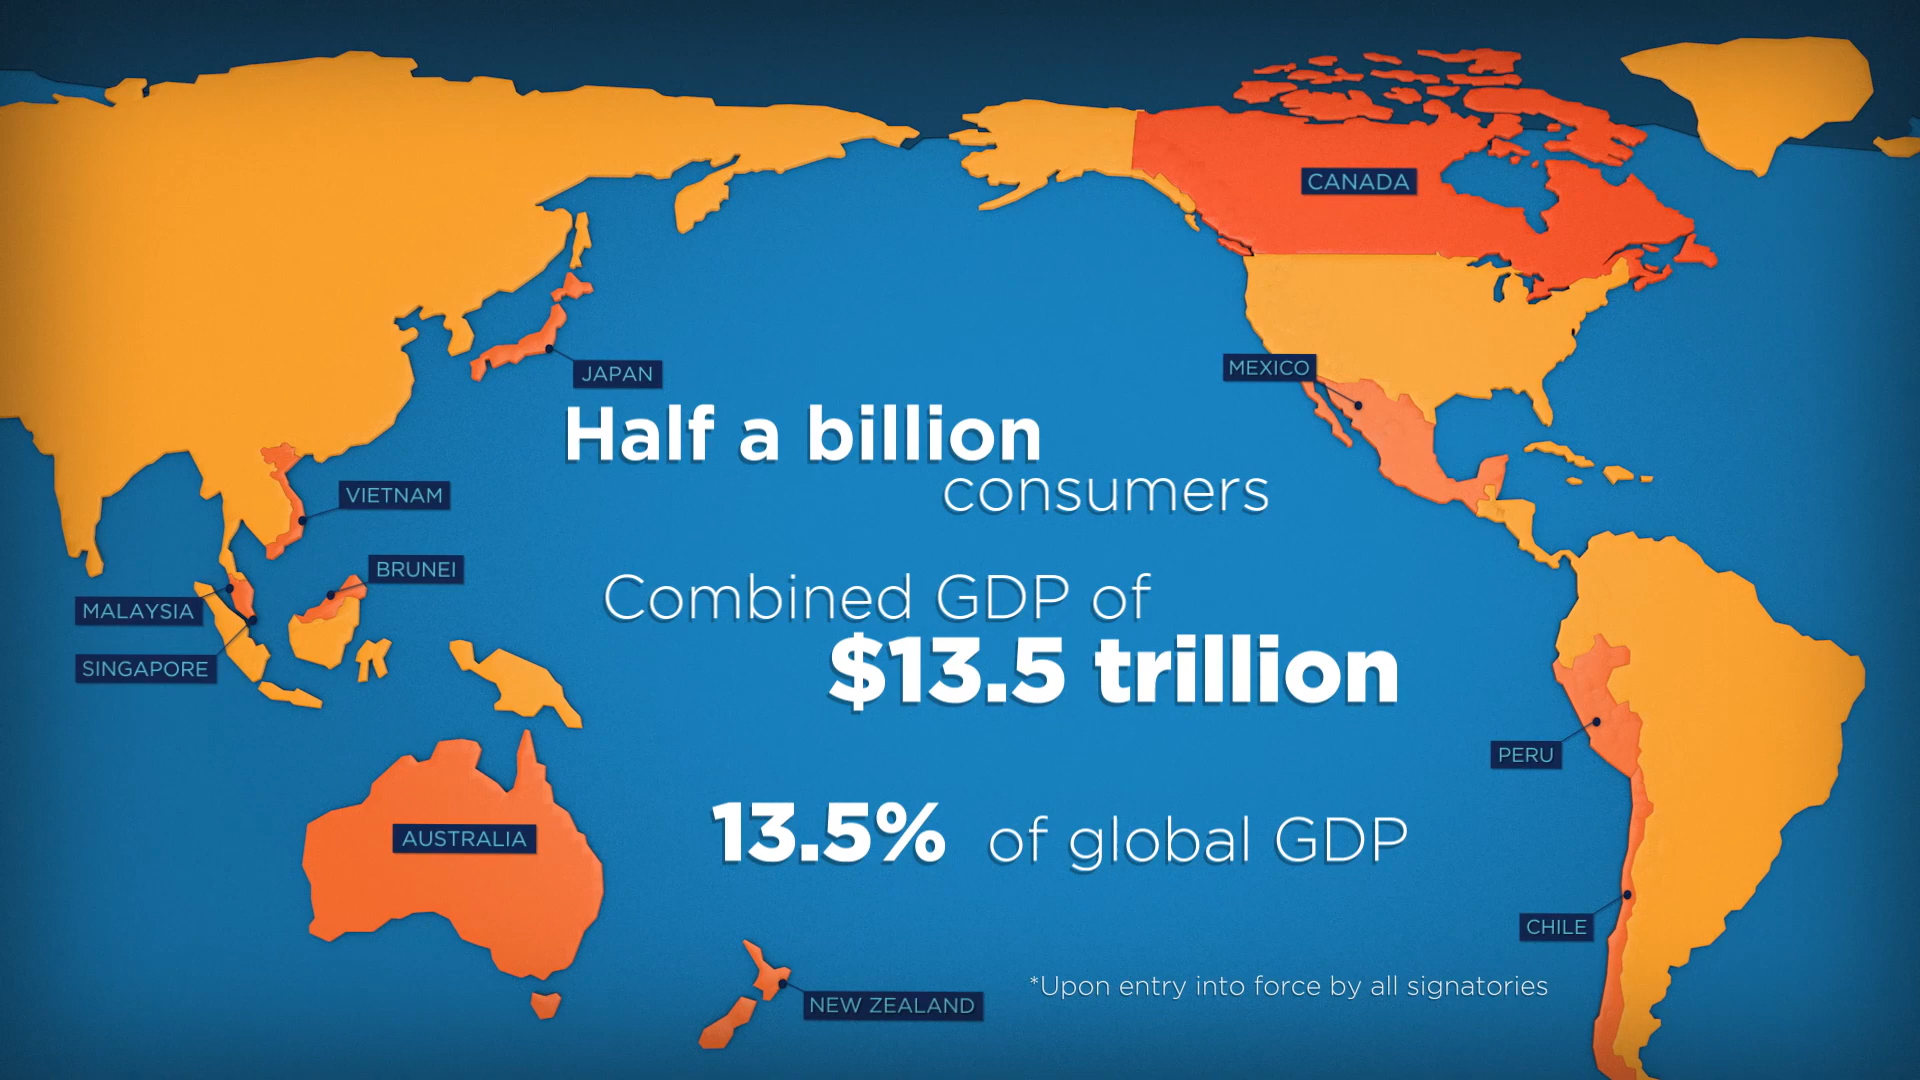 CANADA
JAPAN
MEXICO
Half a billion
consumers
VIETNAM
BRUNEI
MALAYSIA
SINGAPORE
Combined GDP of
$13.5 trillion
PERU
13.5% of global GDP
AUSTRALIA
CHILE
*Upon entry into force by all signatories
NEW ZEALAND